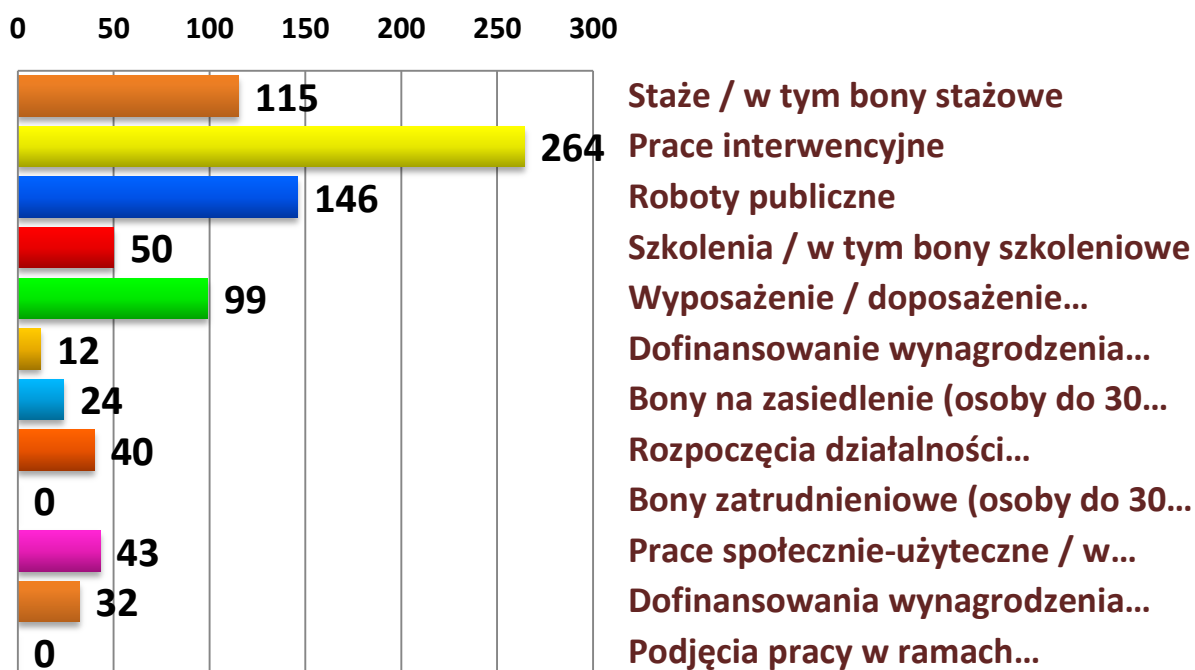 0 50 100 150 200 250 300
115 Staże / w tym bony stażowe
264 Prace interwencyjne
146 Roboty publiczne
50 Szkolenia / w tym bony szkoleniowe
99 Wyposażenie / doposażenie...
12 Dofinansowanie wynagrodzenia...
24 Bony na zasiedlenie (osoby do 30...
40 Rozpoczęcia działalności...
0 Bony zatrudnieniowe (osoby do 30...
43 Prace społecznie-użyteczne / w...
32 Dofinansowania wynagrodzenia...
0 Podjęcia pracy w ramach...